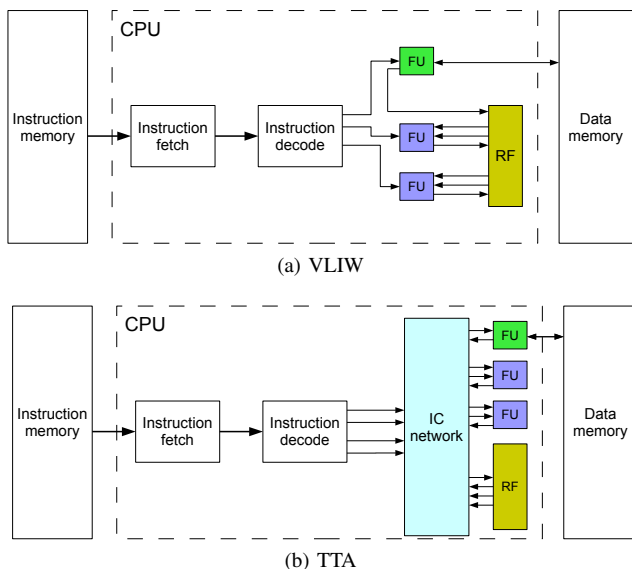 CPU
Instruction
memory
Instruction
fetch
Instruction
decode
FU
FU
FU
RF
Data
memory
(a) VLIW
CPU
Instruction
memory
Instruction
fetch
Instruction
decode
IC
network
FU
FU
FU
RF
Data
memory
(b) TTA